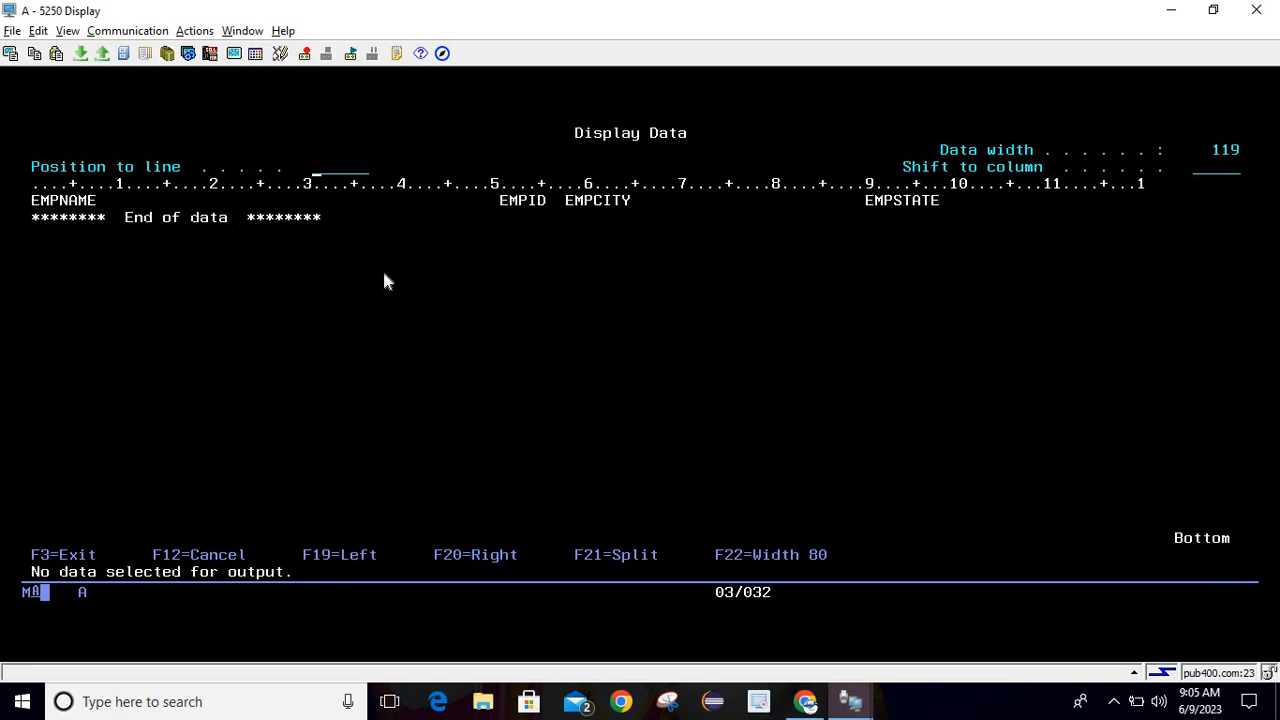 A - 5250 Display
File Edit View Communication Actions Window Help
Display Data
Data width . . . . . . : 119
Position to line . . . . . Shift to column . . . . . .
....+....1....+....2....+....3....+....4....+....5....+....6....+....7....+....8....+....9....+...10....+...11....+...1
EMPNAME EMPID EMPCITY EMPSTATE
******** End of data ********
Bottom
F3=Exit F12=Cancel F19=Left F20=Right F21=Split F22=Width 80
No data selected for output.
MA A 03/032
pub400.com:23
Type here to search
2
9:05 AM
6/9/2023